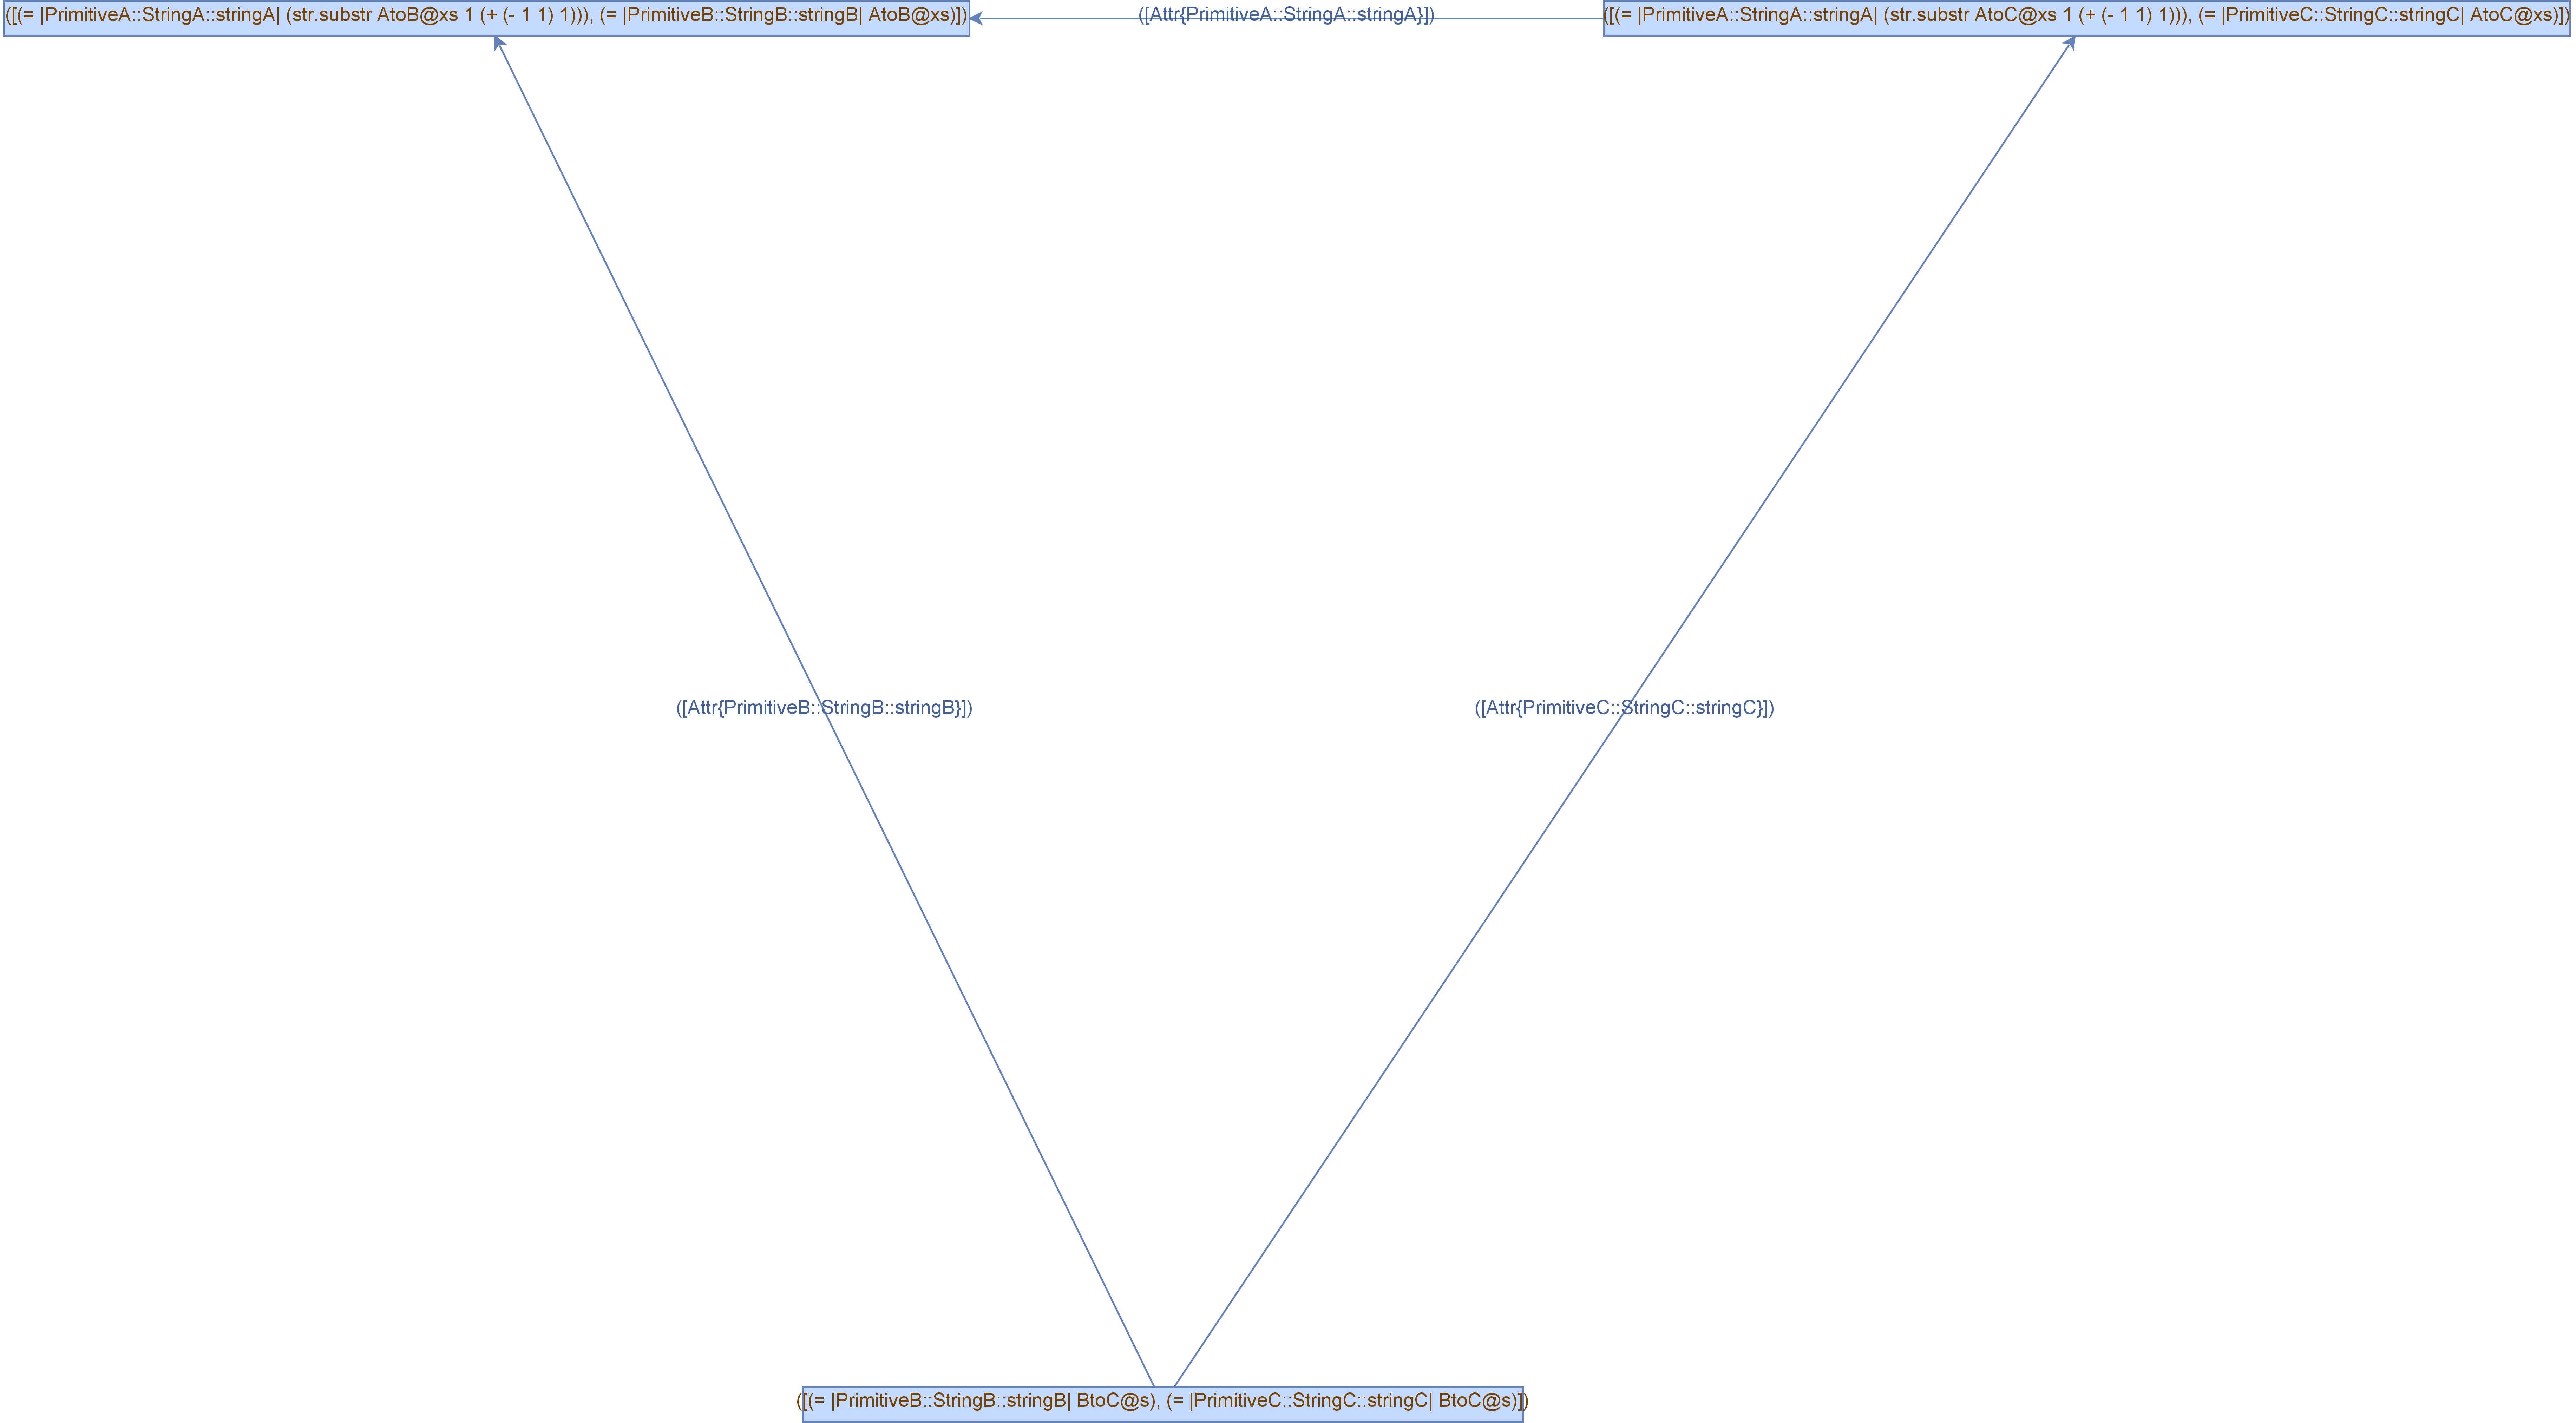 ([(= |PrimitiveA::StringA::stringA| (str.substr AtoB@xs 1 (+ (- 1 1) 1))), (= |PrimitiveB::StringB::stringB| AtoB@xs)])
([Attr{PrimitiveA::StringA::stringA}])
([(= |PrimitiveA::StringA::stringA| (str.substr AtoC@xs 1 (+ (- 1 1) 1))), (= |PrimitiveC::StringC::stringC| AtoC@xs)])
([Attr{PrimitiveB::StringB::stringB}])
([Attr{PrimitiveC::StringC::stringC}])
([(= |PrimitiveB::StringB::stringB| BtoC@s), (= |PrimitiveC::StringC::stringC| BtoC@s)])